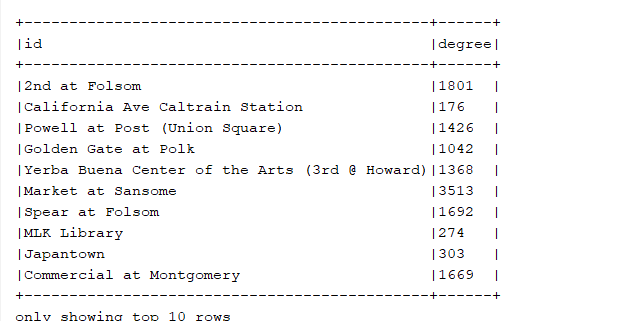 +-----------------------------------------------+------+
|id                                             |degree|
+-----------------------------------------------+------+
|2nd at Folsom                                  |1801  |
|California Ave Caltrain Station                |176   |
|Powell at Post (Union Square)                  |1426  |
|Golden Gate at Polk                            |1042  |
|Yerba Buena Center of the Arts (3rd @ Howard)|1368  |
|Market at Sansome                              |3513  |
|Spear at Folsom                                |1692  |
|MLK Library                                    |274   |
|Japantown                                      |303   |
|Commercial at Montgomery                       |1669  |
+-----------------------------------------------+------+
only showing top 10 rows